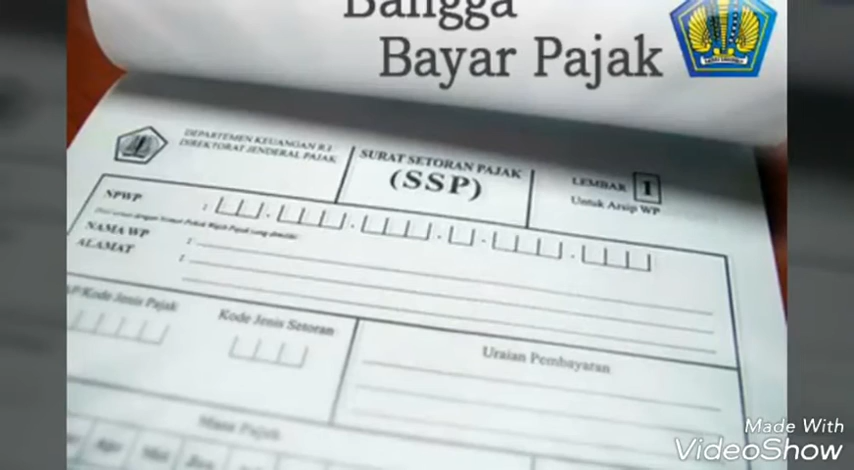 Bangga
Bayar Pajak
DEPARTEMEN KEUANGAN R.I
DIREKTORAT JENDERAL PAJAK
SURAT SETORAN PAJAK
(SSP)
LEMBAR 1
Untuk Arsip WP
NPWP :
NAMA WP :
ALAMAT :
Kode Jenis Pajak
Kode Jenis Setoran
Uraian Pembayaran
Masa Pajak
Made With
VideoShow